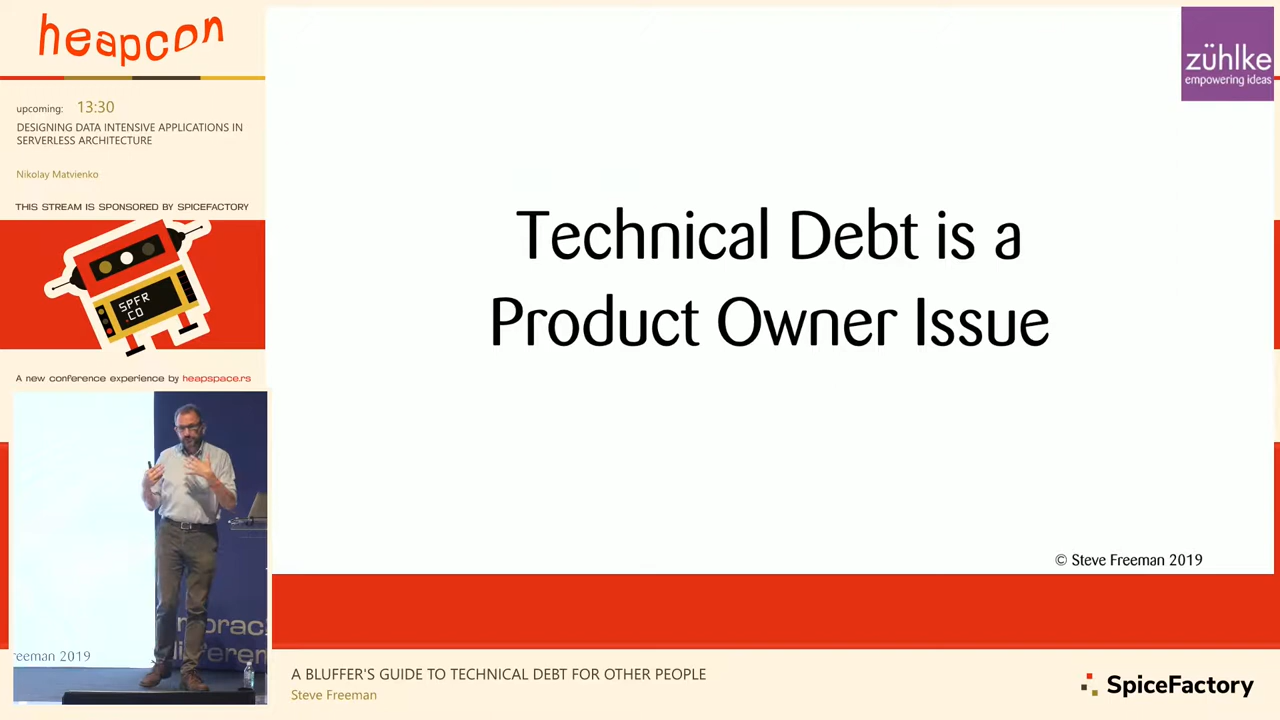 heapcon
upcoming: 13:30
DESIGNING DATA INTENSIVE APPLICATIONS IN
SERVERLESS ARCHITECTURE
Nikolay Matvienko
THIS STREAM IS SPONSORED BY SPICEFACTORY
SPFR
.CO
A new conference experience by heapspace.rs
zühlke
empowering ideas
Technical Debt is a
Product Owner Issue
© Steve Freeman 2019
reeman 2019
A BLUFFER'S GUIDE TO TECHNICAL DEBT FOR OTHER PEOPLE
Steve Freeman
SpiceFactory